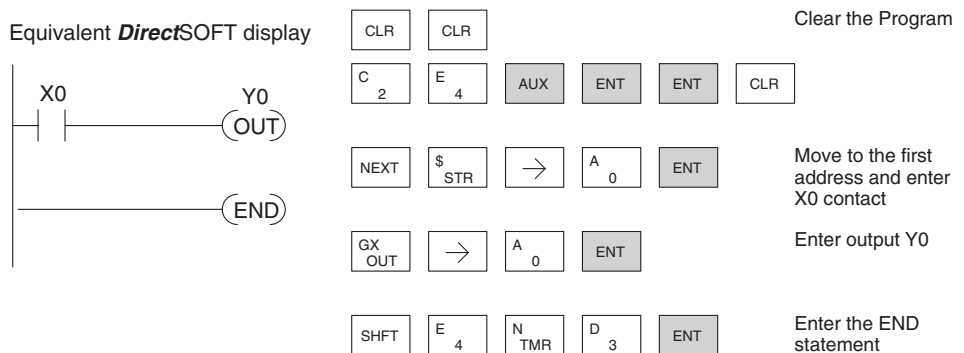 Equivalent DirectSOFT display
X0 Y0
OUT
END
CLR CLR Clear the Program
C 2 E 4 AUX ENT ENT CLR
NEXT $ STR → A 0 ENT Move to the first
address and enter
X0 contact
GX OUT → A 0 ENT Enter output Y0
SHFT E 4 N TMR D 3 ENT Enter the END
statement